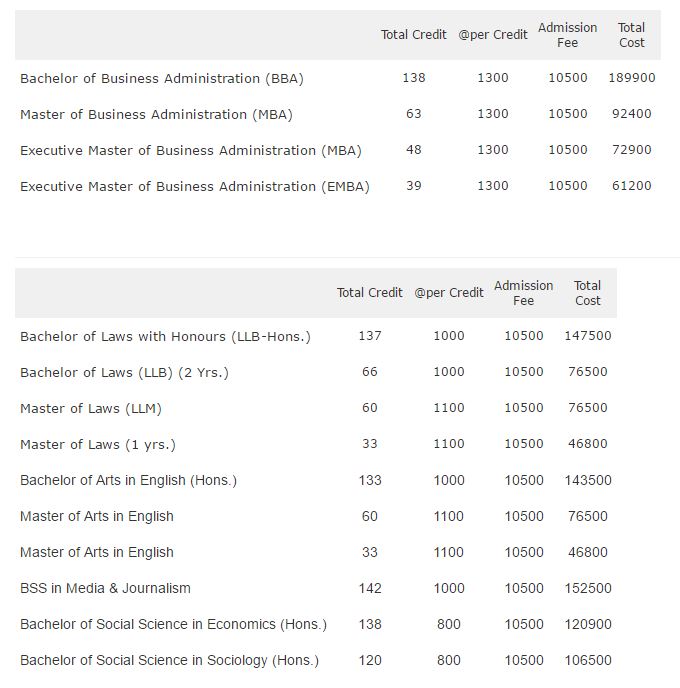 Total Credit @per Credit Admission Fee Total Cost
Bachelor of Business Administration (BBA) 138 1300 10500 189900
Master of Business Administration (MBA) 63 1300 10500 92400
Executive Master of Business Administration (MBA) 48 1300 10500 72900
Executive Master of Business Administration (EMBA) 39 1300 10500 61200
Total Credit @per Credit Admission Fee Total Cost
Bachelor of Laws with Honours (LLB-Hons.) 137 1000 10500 147500
Bachelor of Laws (LLB) (2 Yrs.) 66 1000 10500 76500
Master of Laws (LLM) 60 1100 10500 76500
Master of Laws (1 yrs.) 33 1100 10500 46800
Bachelor of Arts in English (Hons.) 133 1000 10500 143500
Master of Arts in English 60 1100 10500 76500
Master of Arts in English 33 1100 10500 46800
BSS in Media & Journalism 142 1000 10500 152500
Bachelor of Social Science in Economics (Hons.) 138 800 10500 120900
Bachelor of Social Science in Sociology (Hons.) 120 800 10500 106500